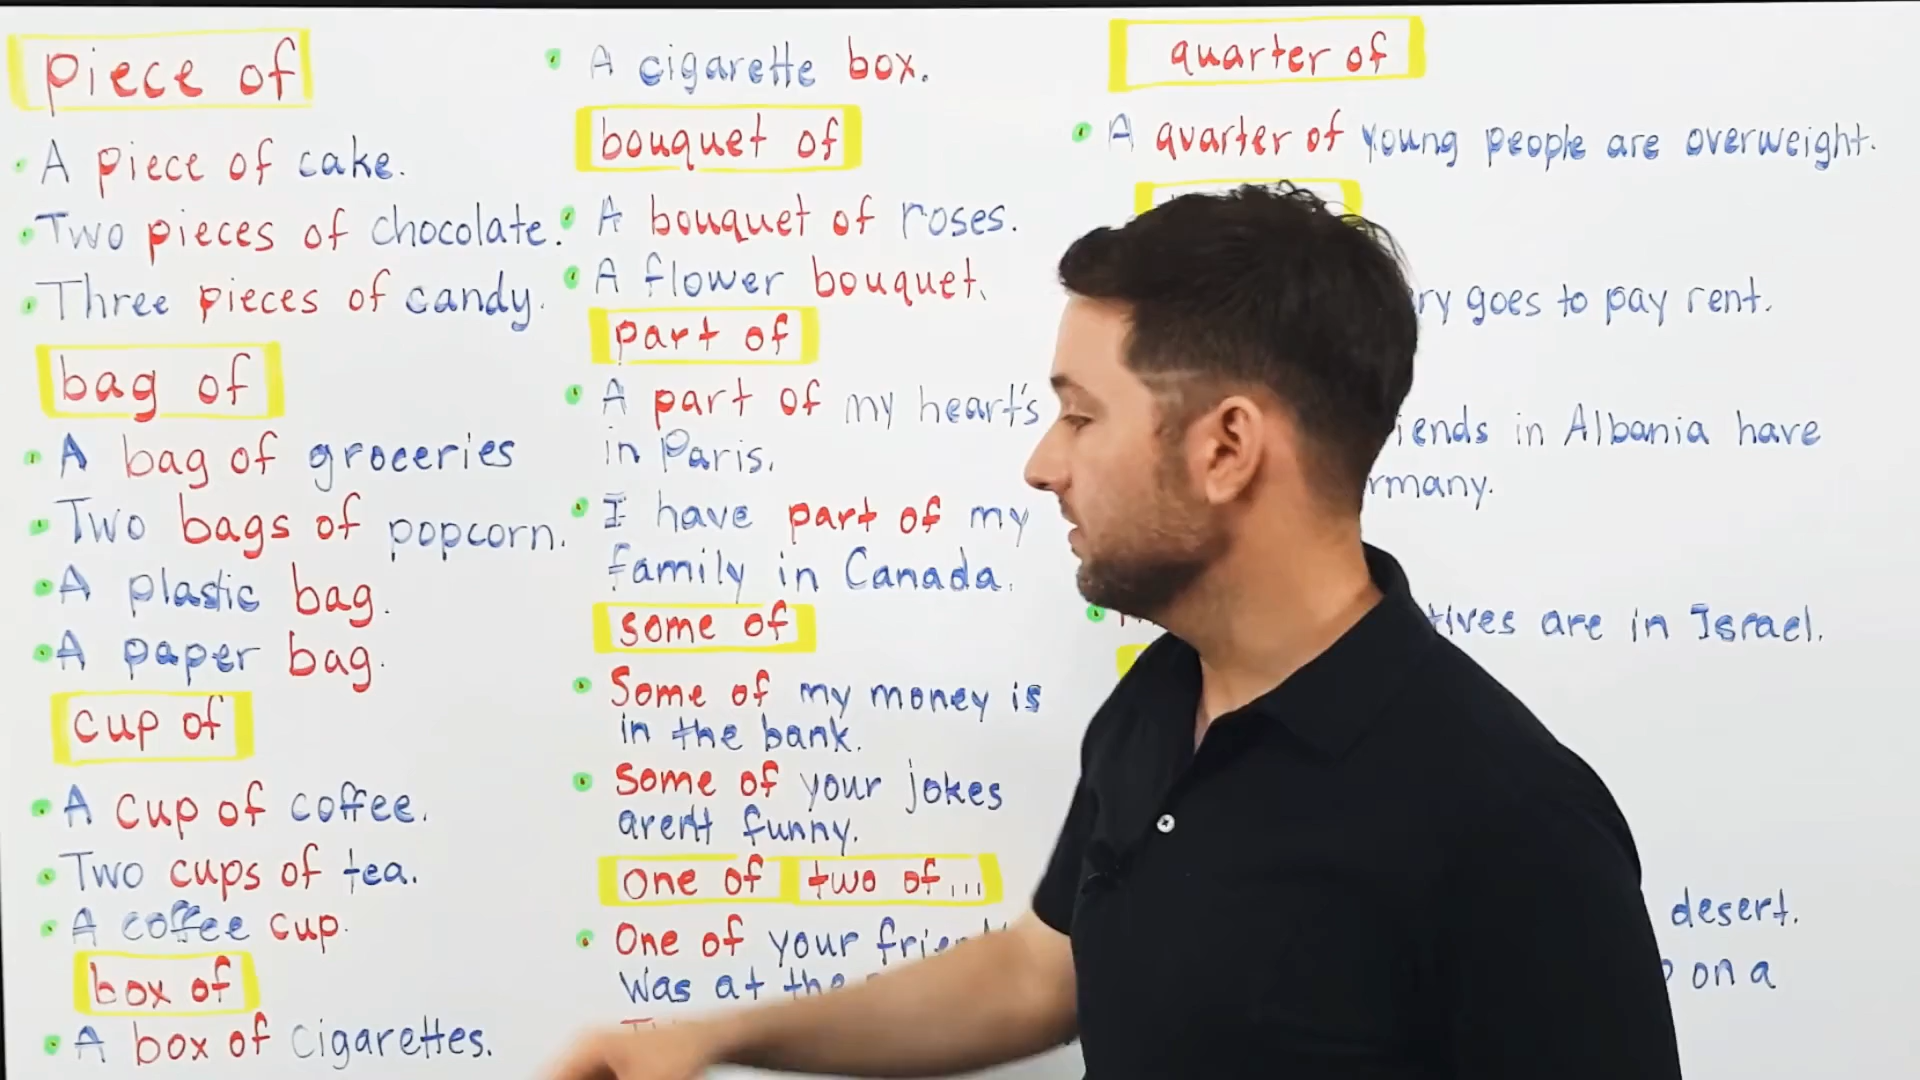 piece of
A piece of cake.
Two pieces of chocolate.
Three pieces of candy.
bag of
A bag of groceries
Two bags of popcorn.
A plastic bag.
A paper bag.
cup of
A cup of coffee.
Two cups of tea.
A coffee cup.
box of
A box of cigarettes.
A cigarette box.
bouquet of
A bouquet of roses.
A flower bouquet.
part of
A part of my heart's
in Paris.
I have part of my
family in Canada.
some of
Some of my money is
in the bank.
Some of your jokes
aren't funny.
one of two of...
One of your
was at the
quarter of
A quarter of young people are overweight.
goes to pay rent.
in Albania have
are in Israel.
desert.
on a